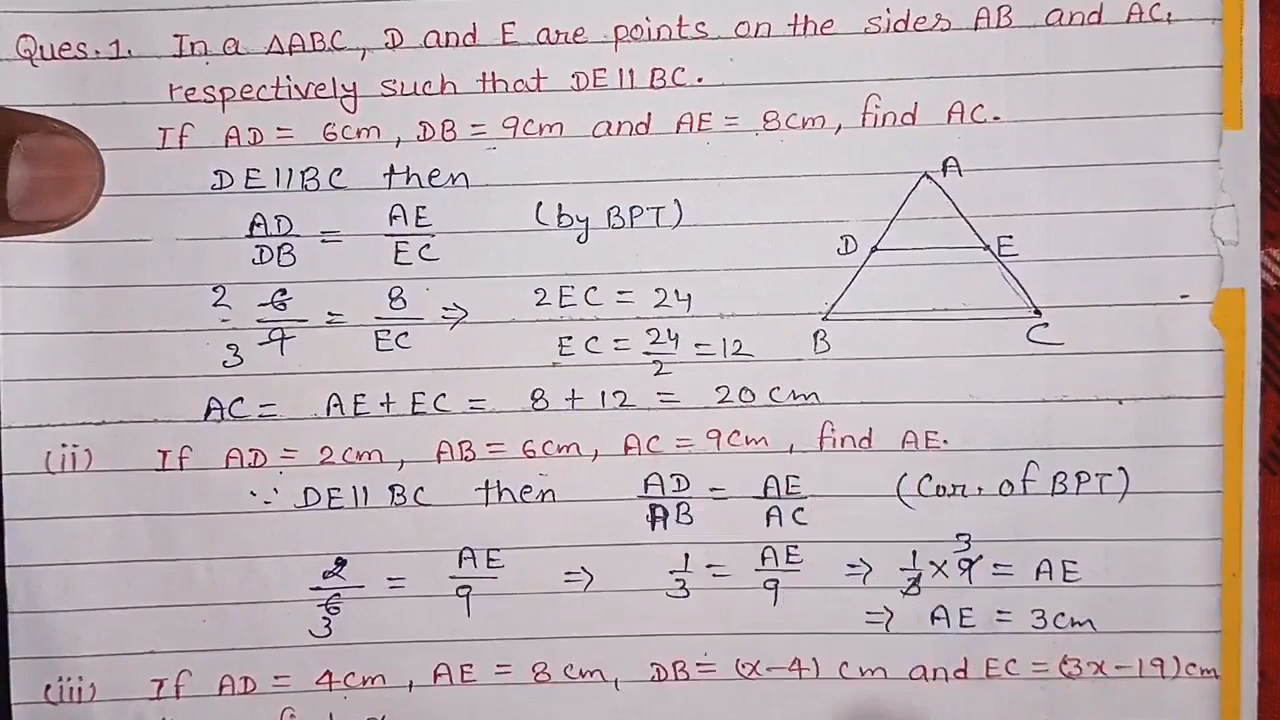 Ques. 1. In a △ABC, D and E are points on the sides AB and AC,
respectively such that DE||BC.
If AD = 6cm, DB = 9cm and AE = 8cm, find AC.
DE||BC then
AD/DB = AE/EC (by BPT)
2/3 6/9 = 8/EC ⇒ 2EC = 24
EC = 24/2 = 12
AC = AE + EC = 8 + 12 = 20 cm
A
D E
B C
(ii) If AD = 2cm, AB = 6cm, AC = 9cm, find AE.
∵ DE||BC then AD/AB = AE/AC (Cor. of BPT)
2/6 3 = AE/9 ⇒ 1/3 = AE/9 ⇒ 1/3 × 9 3 = AE
⇒ AE = 3cm
(iii) If AD = 4cm, AE = 8cm, DB = (x-4) cm and EC = (3x-19)cm